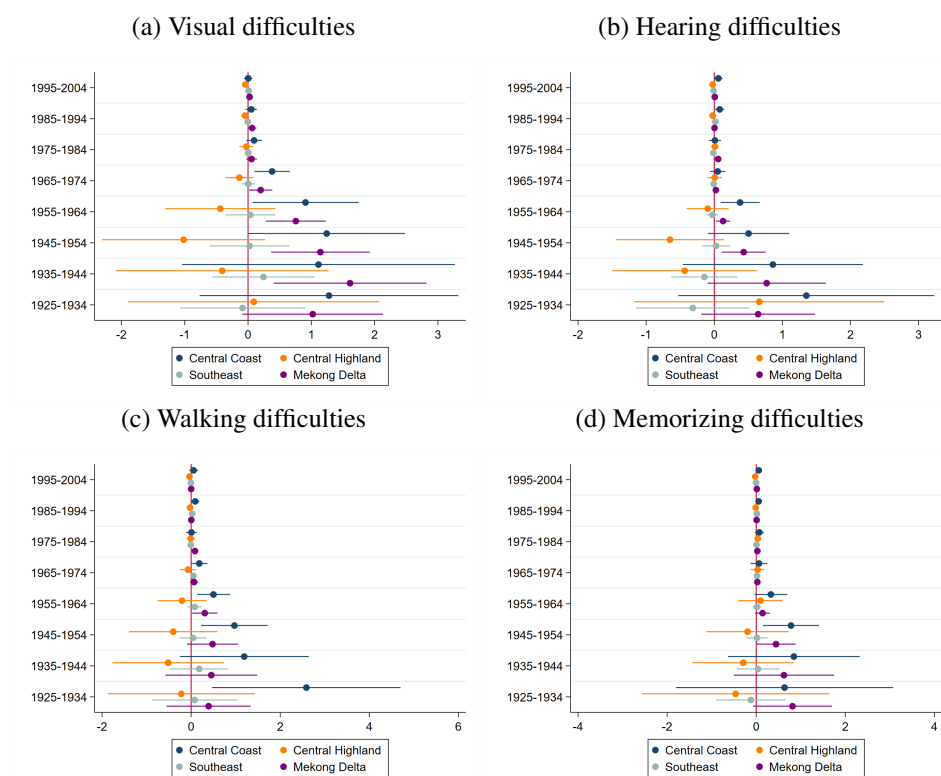 (a) Visual difficulties
1995-2004
1985-1994
1975-1984
1965-1974
1955-1964
1945-1954
1935-1944
1925-1934
-2 -1 0 1 2 3
Central Coast Central Highland
Southeast Mekong Delta
(b) Hearing difficulties
1995-2004
1985-1994
1975-1984
1965-1974
1955-1964
1945-1954
1935-1944
1925-1934
-2 -1 0 1 2 3
Central Coast Central Highland
Southeast Mekong Delta
(c) Walking difficulties
1995-2004
1985-1994
1975-1984
1965-1974
1955-1964
1945-1954
1935-1944
1925-1934
-2 0 2 4 6
Central Coast Central Highland
Southeast Mekong Delta
(d) Memorizing difficulties
1995-2004
1985-1994
1975-1984
1965-1974
1955-1964
1945-1954
1935-1944
1925-1934
-4 -2 0 2 4
Central Coast Central Highland
Southeast Mekong Delta